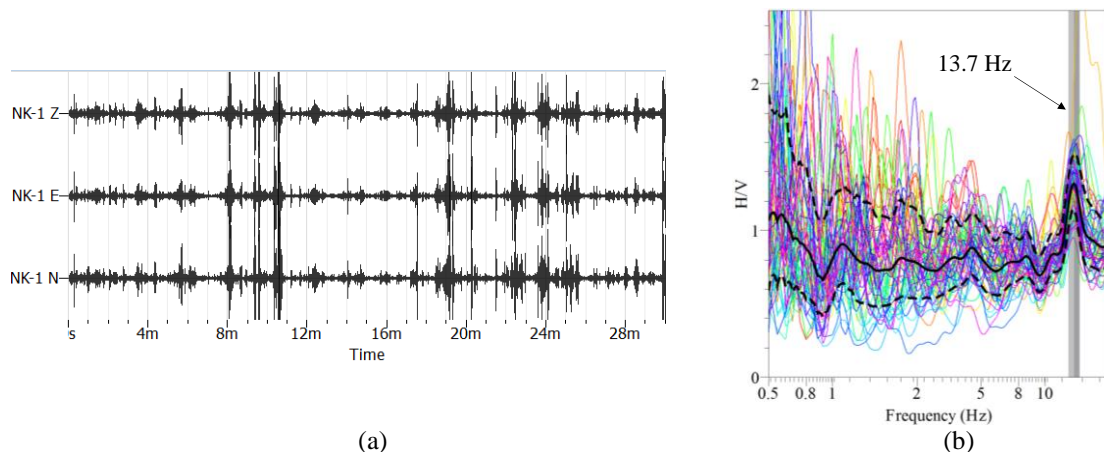 NK-1 Z
NK-1 E
NK-1 N
s 4m 8m 12m 16m 20m 24m 28m
Time
(a)
13.7 Hz
H/V
2
1
0
0.5 0.8 1 2 5 8 10
Frequency (Hz)
(b)